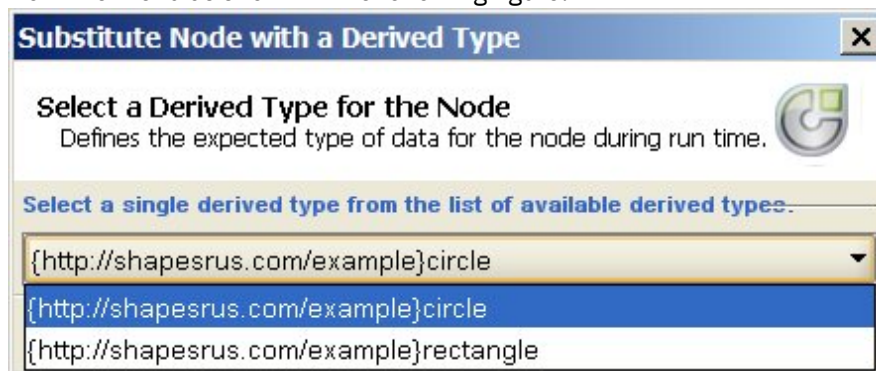 Substitute Node with a Derived Type
Select a Derived Type for the Node
Defines the expected type of data for the node during run time.
Select a single derived type from the list of available derived types.
{http://shapesrus.com/example}circle
{http://shapesrus.com/example}circle
{http://shapesrus.com/example}rectangle